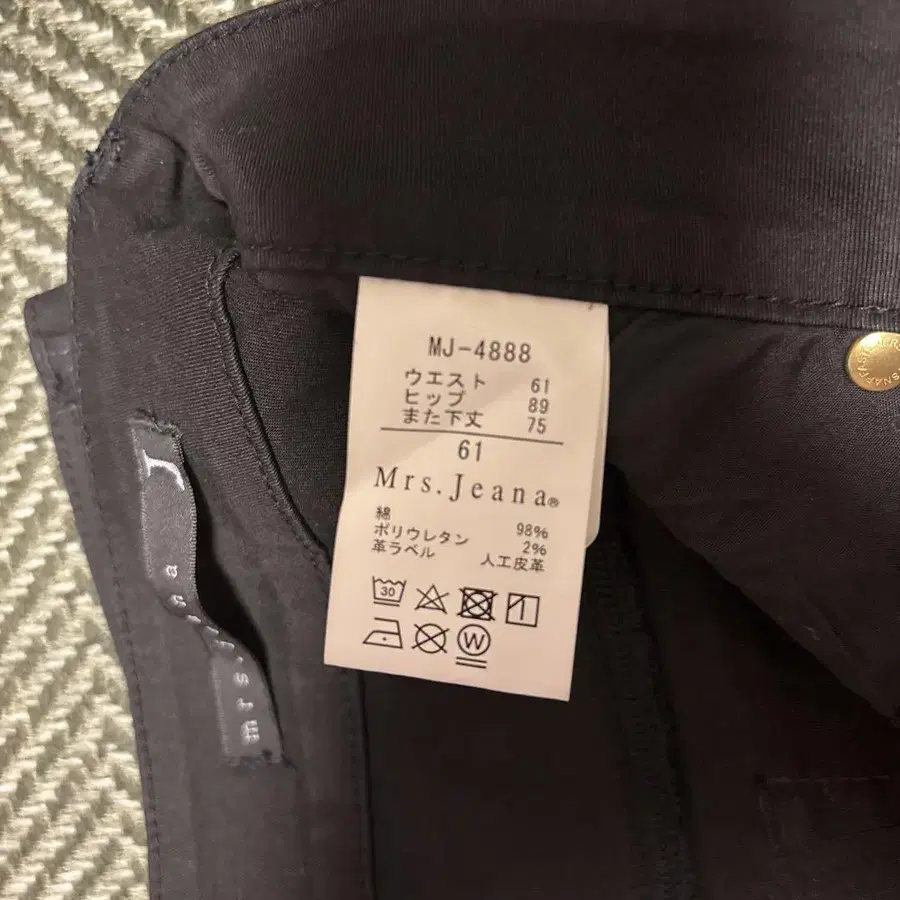 MJ-4888
ウエスト 61
ヒップ 89
また下丈 75
61
Mrs.Jeana®
綿 98%
ポリウレタン 2%
革ラベル 人工皮革
30
W
J